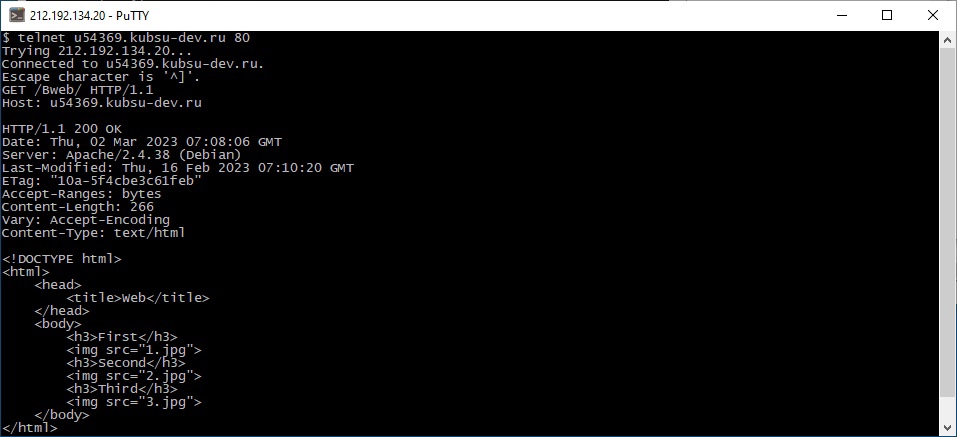 212.192.134.20 - PuTTY
$ telnet u54369.kubsu-dev.ru 80
Trying 212.192.134.20...
Connected to u54369.kubsu-dev.ru.
Escape character is '^]'.
GET /Bweb/ HTTP/1.1
Host: u54369.kubsu-dev.ru

HTTP/1.1 200 OK
Date: Thu, 02 Mar 2023 07:08:06 GMT
Server: Apache/2.4.38 (Debian)
Last-Modified: Thu, 16 Feb 2023 07:10:20 GMT
ETag: "10a-5f4cbe3c61feb"
Accept-Ranges: bytes
Content-Length: 266
Vary: Accept-Encoding
Content-Type: text/html

<!DOCTYPE html>
<html>
    <head>
        <title>Web</title>
    </head>
    <body>
        <h3>First</h3>
        <img src="1.jpg">
        <h3>Second</h3>
        <img src="2.jpg">
        <h3>Third</h3>
        <img src="3.jpg">
    </body>
</html>